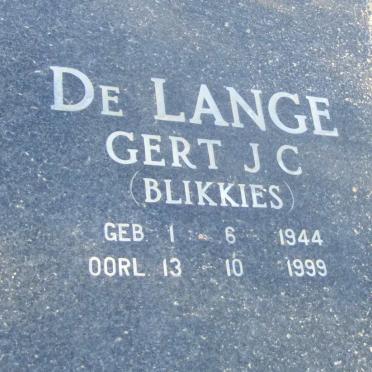 De LANGE
GERT J C
(BLIKKIES)
GEB 1 - 6 1944
OORL 13 - 10 1999